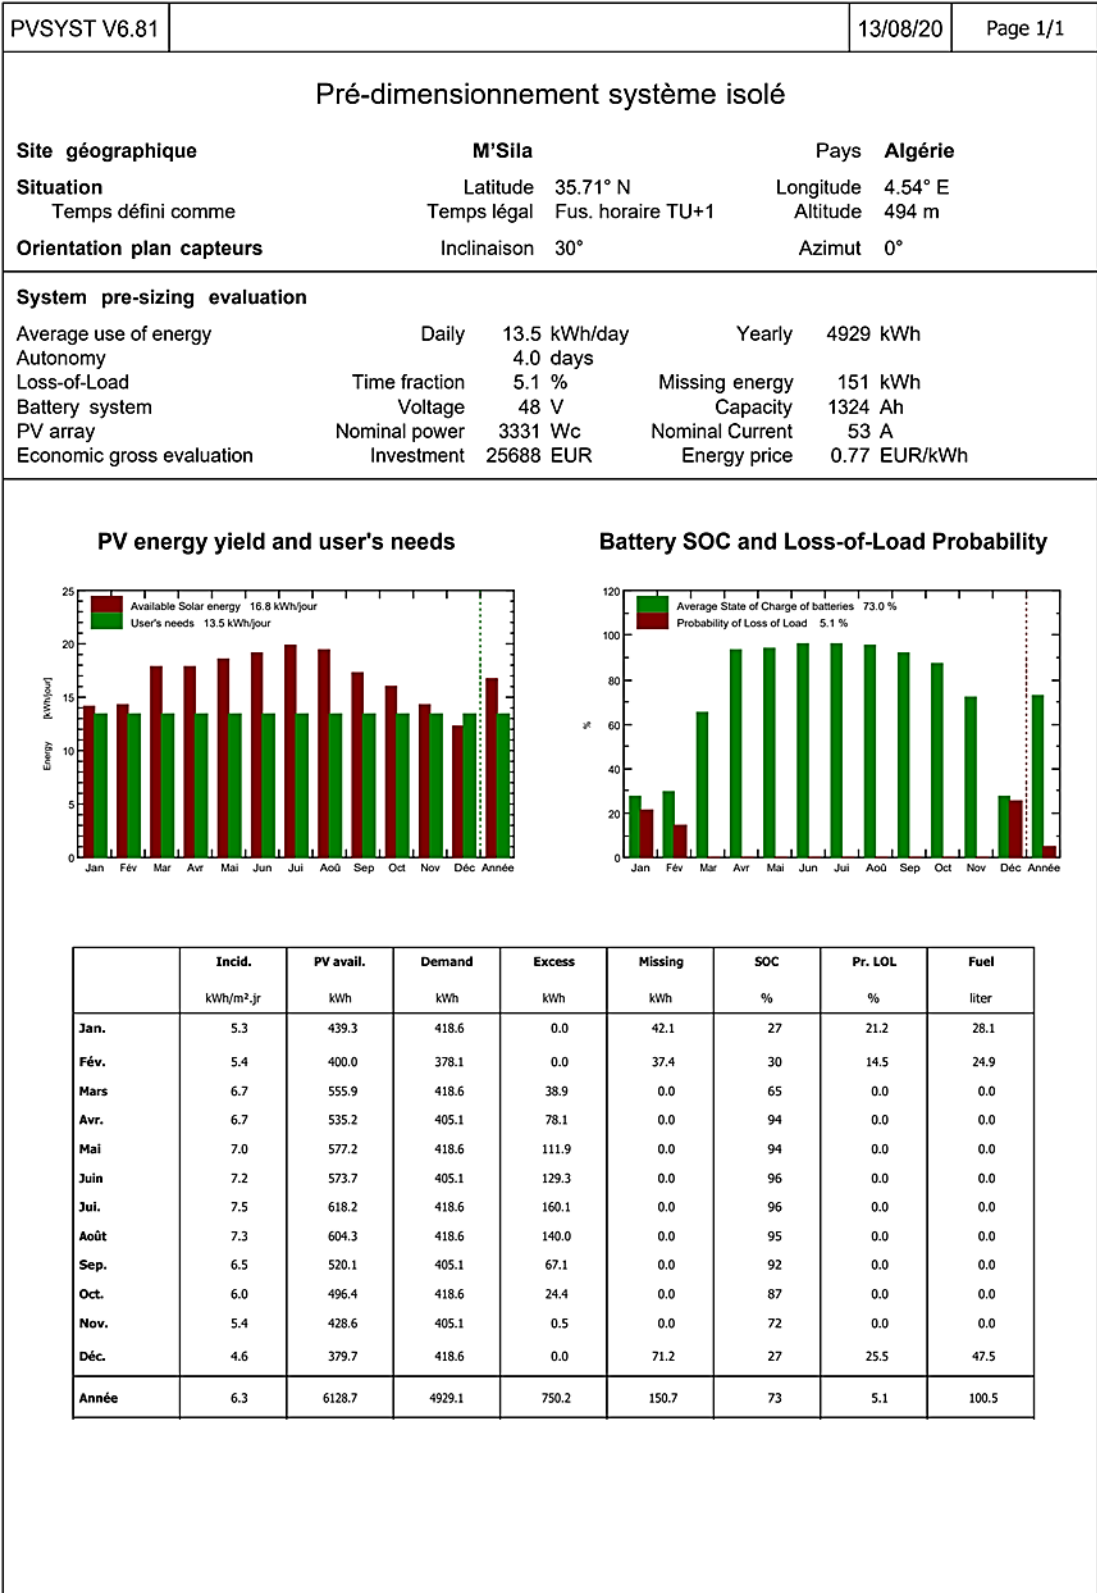 PVSYST V6.81 13/08/20 Page 1/1
Pré-dimensionnement système isolé
Site géographique M'Sila Pays Algérie
Situation Latitude 35.71° N Longitude 4.54° E
Temps défini comme Temps légal Fus. horaire TU+1 Altitude 494 m
Orientation plan capteurs Inclinaison 30° Azimut 0°
System pre-sizing evaluation
Average use of energy Daily 13.5 kWh/day Yearly 4929 kWh
Autonomy 4.0 days
Loss-of-Load Time fraction 5.1 % Missing energy 151 kWh
Battery system Voltage 48 V Capacity 1324 Ah
PV array Nominal power 3331 Wc Nominal Current 53 A
Economic gross evaluation Investment 25688 EUR Energy price 0.77 EUR/kWh
PV energy yield and user's needs
25
20
15
10
5
0
Energy [kWh/jour]
Available Solar energy 16.8 kWh/jour
User's needs 13.5 kWh/jour
Jan Fév Mar Avr Mai Jun Jui Aoû Sep Oct Nov Déc Année
Battery SOC and Loss-of-Load Probability
120
100
80
60
40
20
0
%
Average State of Charge of batteries 73.0 %
Probability of Loss of Load 5.1 %
Jan Fév Mar Avr Mai Jun Jui Aoû Sep Oct Nov Déc Année
Incid. PV avail. Demand Excess Missing SOC Pr. LOL Fuel
kWh/m².jr kWh kWh kWh kWh % % liter
Jan. 5.3 439.3 418.6 0.0 42.1 27 21.2 28.1
Fév. 5.4 400.0 378.1 0.0 37.4 30 14.5 24.9
Mars 6.7 555.9 418.6 38.9 0.0 65 0.0 0.0
Avr. 6.7 535.2 405.1 78.1 0.0 94 0.0 0.0
Mai 7.0 577.2 418.6 111.9 0.0 94 0.0 0.0
Juin 7.2 573.7 405.1 129.3 0.0 96 0.0 0.0
Jui. 7.5 618.2 418.6 160.1 0.0 96 0.0 0.0
Août 7.3 604.3 418.6 140.0 0.0 95 0.0 0.0
Sep. 6.5 520.1 405.1 67.1 0.0 92 0.0 0.0
Oct. 6.0 496.4 418.6 24.4 0.0 87 0.0 0.0
Nov. 5.4 428.6 405.1 0.5 0.0 72 0.0 0.0
Déc. 4.6 379.7 418.6 0.0 71.2 27 25.5 47.5
Année 6.3 6128.7 4929.1 750.2 150.7 73 5.1 100.5